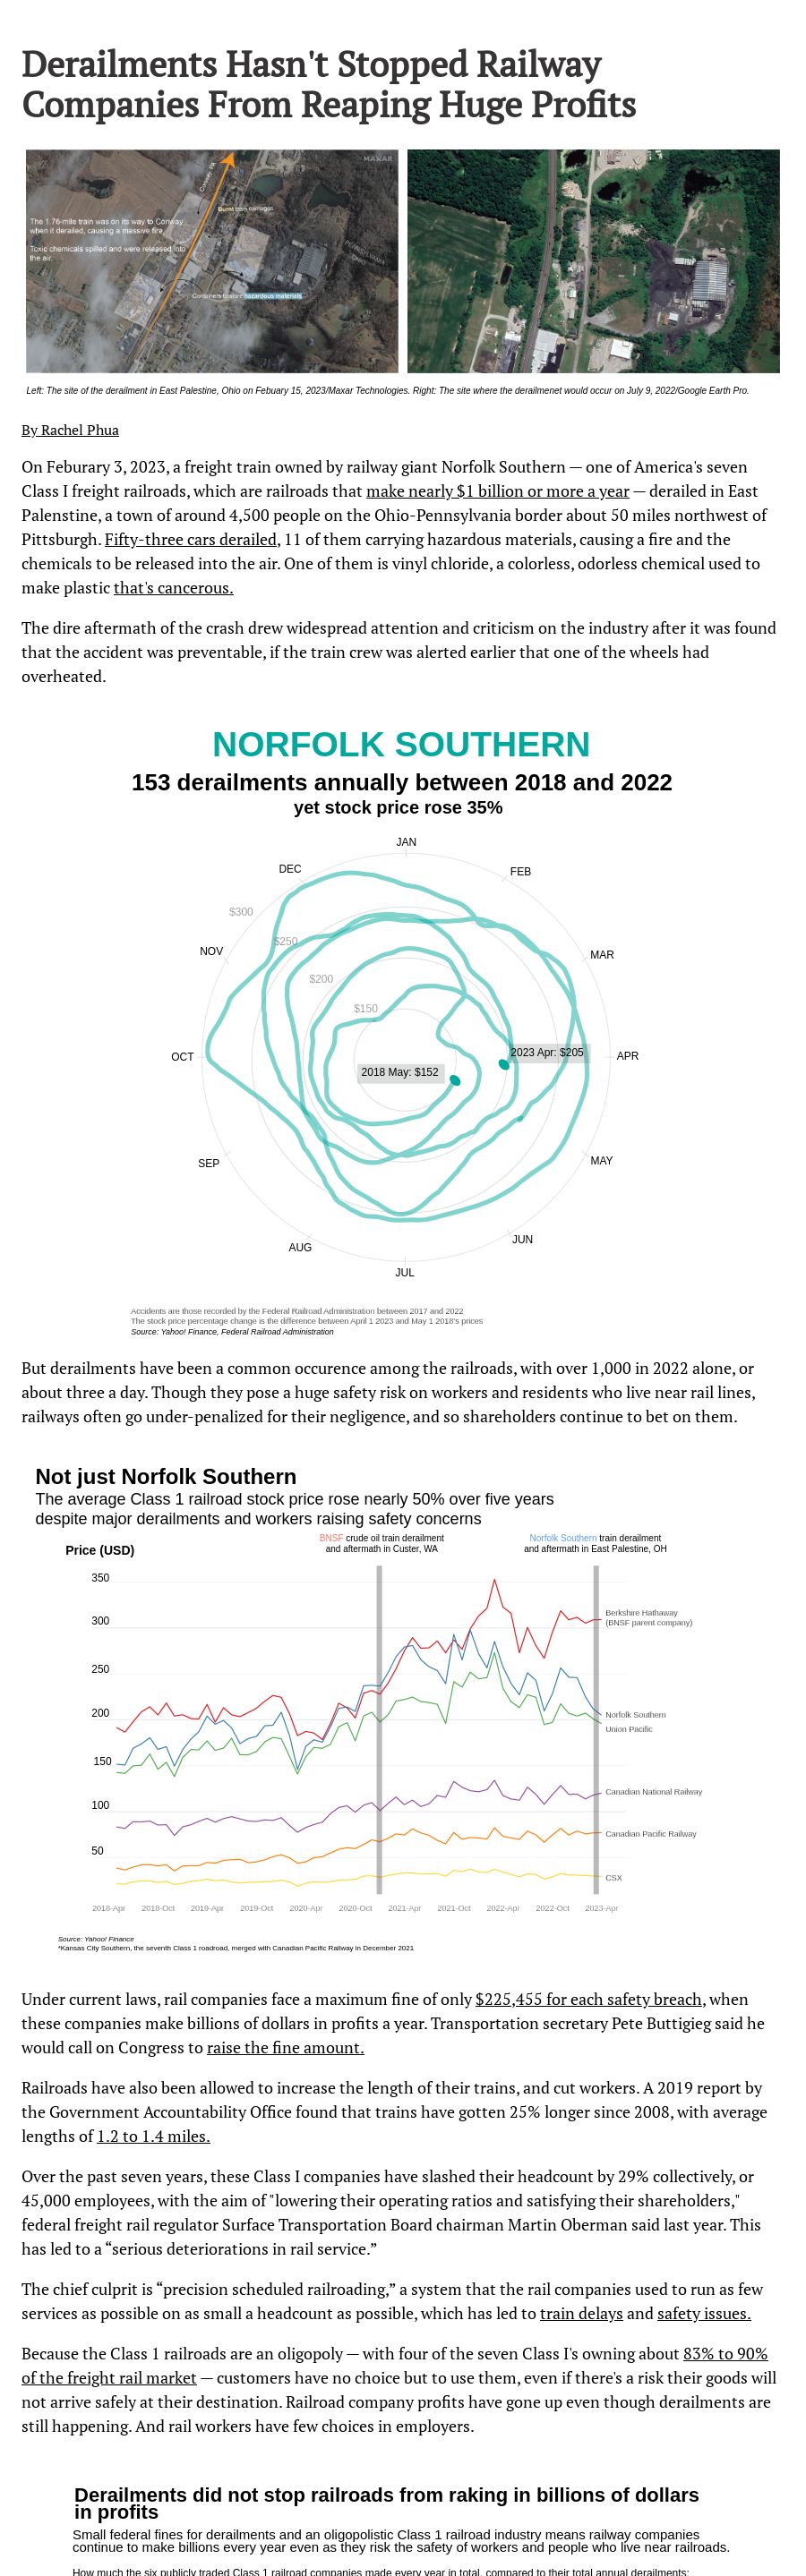 Derailments Hasn't Stopped Railway
Companies From Reaping Huge Profits
MAXAR
Conway, PA
Burnt train carriages
The 1.76-mile train was on its way to Conway
when it derailed, causing a massive fire.
Toxic chemicals spilled and were released into
the air.
PENNSYLVANIA
OHIO
Containers to store hazardous materials
Left: The site of the derailment in East Palestine, Ohio on Febuary 15, 2023/Maxar Technologies. Right: The site where the derailmenet would occur on July 9, 2022/Google Earth Pro.
By Rachel Phua
On Feburary 3, 2023, a freight train owned by railway giant Norfolk Southern — one of America's seven
Class I freight railroads, which are railroads that make nearly $1 billion or more a year — derailed in East
Palenstine, a town of around 4,500 people on the Ohio-Pennsylvania border about 50 miles northwest of
Pittsburgh. Fifty-three cars derailed, 11 of them carrying hazardous materials, causing a fire and the
chemicals to be released into the air. One of them is vinyl chloride, a colorless, odorless chemical used to
make plastic that's cancerous.
The dire aftermath of the crash drew widespread attention and criticism on the industry after it was found
that the accident was preventable, if the train crew was alerted earlier that one of the wheels had
overheated.
NORFOLK SOUTHERN
153 derailments annually between 2018 and 2022
yet stock price rose 35%
JAN
DEC
FEB
$300
$250
NOV
MAR
$200
$150
OCT
2023 Apr: $205
APR
2018 May: $152
SEP
MAY
AUG
JUN
JUL
Accidents are those recorded by the Federal Railroad Administration between 2017 and 2022
The stock price percentage change is the difference between April 1 2023 and May 1 2018's prices
Source: Yahoo! Finance, Federal Railroad Administration
But derailments have been a common occurence among the railroads, with over 1,000 in 2022 alone, or
about three a day. Though they pose a huge safety risk on workers and residents who live near rail lines,
railways often go under-penalized for their negligence, and so shareholders continue to bet on them.
Not just Norfolk Southern
The average Class 1 railroad stock price rose nearly 50% over five years
despite major derailments and workers raising safety concerns
BNSF crude oil train derailment
and aftermath in Custer, WA
Norfolk Southern train derailment
and aftermath in East Palestine, OH
Price (USD)
350
300
250
200
150
100
50
Berkshire Hathaway
(BNSF parent company)
Norfolk Southern
Union Pacific
Canadian National Railway
Canadian Pacific Railway
CSX
2018-Apr 2018-Oct 2019-Apr 2019-Oct 2020-Apr 2020-Oct 2021-Apr 2021-Oct 2022-Apr 2022-Oct 2023-Apr
Source: Yahoo! Finance
*Kansas City Southern, the seventh Class 1 roadroad, merged with Canadian Pacific Railway in December 2021
Under current laws, rail companies face a maximum fine of only $225,455 for each safety breach, when
these companies make billions of dollars in profits a year. Transportation secretary Pete Buttigieg said he
would call on Congress to raise the fine amount.
Railroads have also been allowed to increase the length of their trains, and cut workers. A 2019 report by
the Government Accountability Office found that trains have gotten 25% longer since 2008, with average
lengths of 1.2 to 1.4 miles.
Over the past seven years, these Class I companies have slashed their headcount by 29% collectively, or
45,000 employees, with the aim of "lowering their operating ratios and satisfying their shareholders,"
federal freight rail regulator Surface Transportation Board chairman Martin Oberman said last year. This
has led to a “serious deteriorations in rail service.”
The chief culprit is “precision scheduled railroading,” a system that the rail companies used to run as few
services as possible on as small a headcount as possible, which has led to train delays and safety issues.
Because the Class 1 railroads are an oligopoly — with four of the seven Class I's owning about 83% to 90%
of the freight rail market — customers have no choice but to use them, even if there's a risk their goods will
not arrive safely at their destination. Railroad company profits have gone up even though derailments are
still happening. And rail workers have few choices in employers.
Derailments did not stop railroads from raking in billions of dollars
in profits
Small federal fines for derailments and an oligopolistic Class 1 railroad industry means railway companies
continue to make billions every year even as they risk the safety of workers and people who live near railroads.
How much the six publicly traded Class 1 railroad companies made every year in total, compared to their total annual derailments: